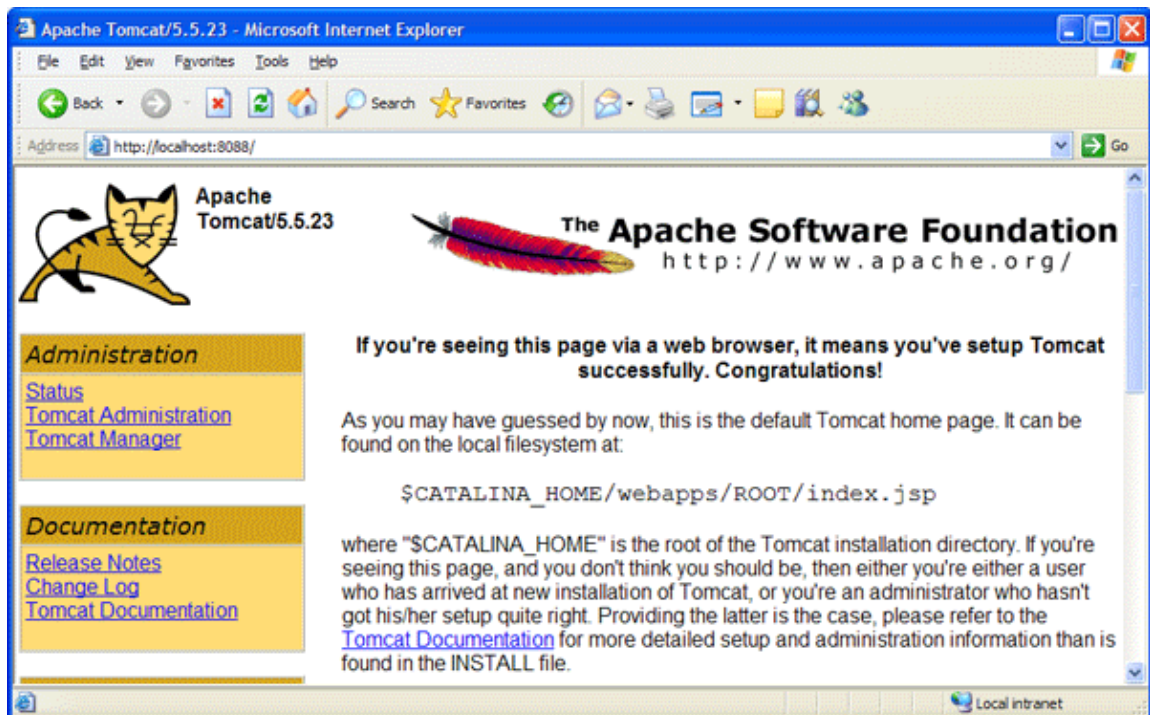 Apache Tomcat/5.5.23 - Microsoft Internet Explorer
File Edit View Favorites Tools Help
Back Search Favorites
Address http://localhost:8088/ Go
Apache
Tomcat/5.5.23
The Apache Software Foundation
http://www.apache.org/
Administration
Status
Tomcat Administration
Tomcat Manager
Documentation
Release Notes
Change Log
Tomcat Documentation
If you're seeing this page via a web browser, it means you've setup Tomcat
successfully. Congratulations!
As you may have guessed by now, this is the default Tomcat home page. It can be
found on the local filesystem at:
$CATALINA_HOME/webapps/ROOT/index.jsp
where "$CATALINA_HOME" is the root of the Tomcat installation directory. If you're
seeing this page, and you don't think you should be, then either you're either a user
who has arrived at new installation of Tomcat, or you're an administrator who hasn't
got his/her setup quite right. Providing the latter is the case, please refer to the
Tomcat Documentation for more detailed setup and administration information than is
found in the INSTALL file.
Local intranet